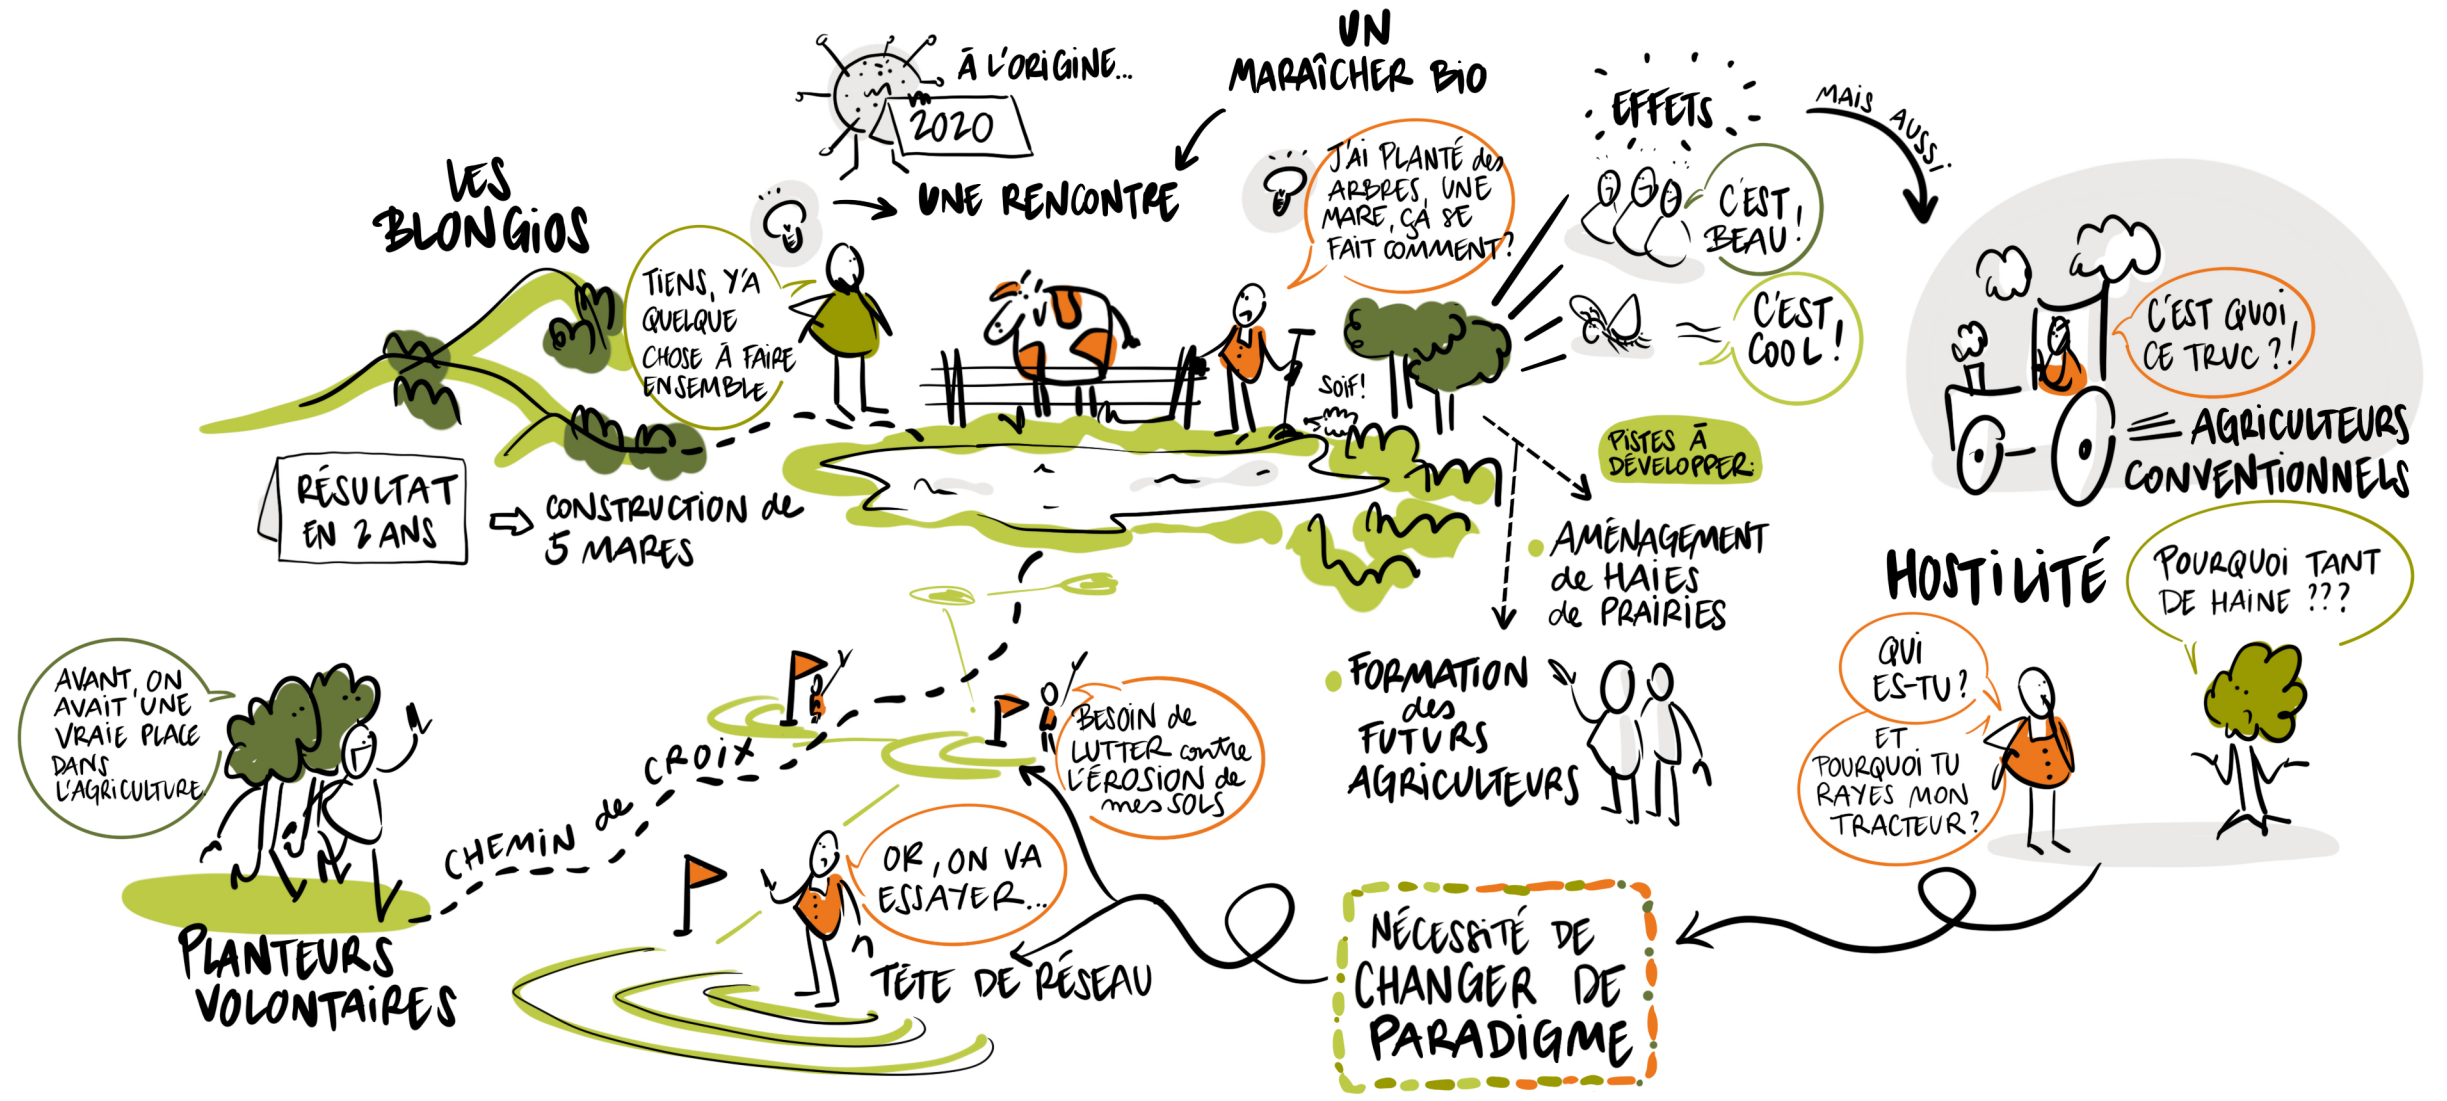 À L'ORIGINE...
2020
UN
MARAÎCHER BIO
LES
BLONGIOS
UNE RENCONTRE
TIENS, Y'A
QUELQUE
CHOSE À FAIRE
ENSEMBLE
J'AI PLANTÉ des
ARBRES, UNE
MARE, ÇA SE
FAIT COMMENT?
SOIF!
EFFETS
C'EST
BEAU!
C'EST
COOL!
MAIS AUSSI
C'EST QUOI
CE TRUC?!
= AGRICULTEURS
CONVENTIONNELS
RÉSULTAT
EN 2 ANS
⇒ CONSTRUCTION de
5 MARES
PISTES À
DÉVELOPPER:
• AMÉNAGEMENT
de HAIES
de PRAIRIES
• FORMATION
des
FUTURS
AGRICULTEURS
HOSTILITÉ
POURQUOI TANT
DE HAINE ???
QUI
ES-TU?
ET
POURQUOI TU
RAYES MON
TRACTEUR?
NÉCESSITÉ DE
CHANGER DE
PARADIGME
BESOIN de
LUTTER contre
L'ÉROSION de
mes SOLS
OR, ON VA
ESSAYER...
TÊTE DE RÉSEAU
CHEMIN de CROIX
AVANT, ON
AVAIT UNE
VRAIE PLACE
DANS
L'AGRICULTURE
PLANTEURS
VOLONTAIRES